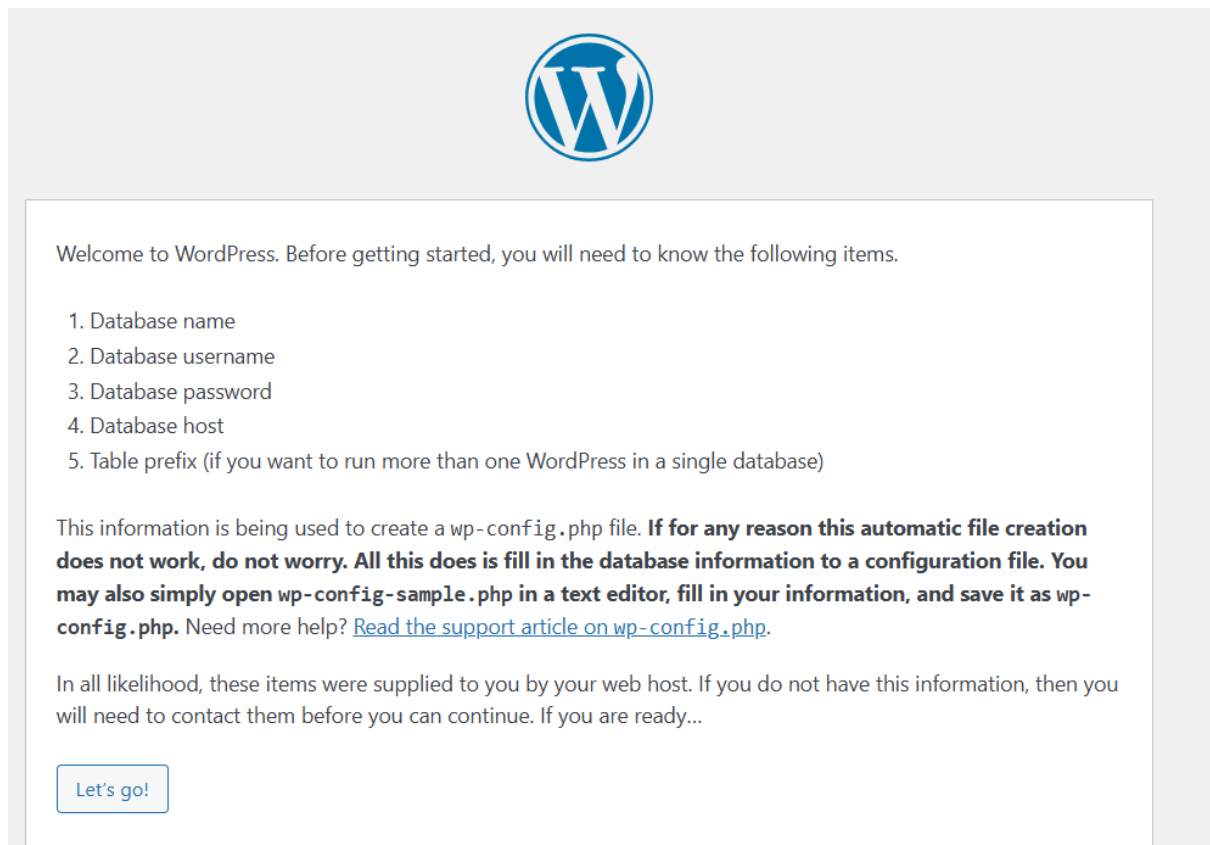 Welcome to WordPress. Before getting started, you will need to know the following items.
1. Database name
2. Database username
3. Database password
4. Database host
5. Table prefix (if you want to run more than one WordPress in a single database)
This information is being used to create a wp-config.php file. If for any reason this automatic file creation
does not work, do not worry. All this does is fill in the database information to a configuration file. You
may also simply open wp-config-sample.php in a text editor, fill in your information, and save it as wp-
config.php. Need more help? Read the support article on wp-config.php.
In all likelihood, these items were supplied to you by your web host. If you do not have this information, then you
will need to contact them before you can continue. If you are ready…
Let’s go!